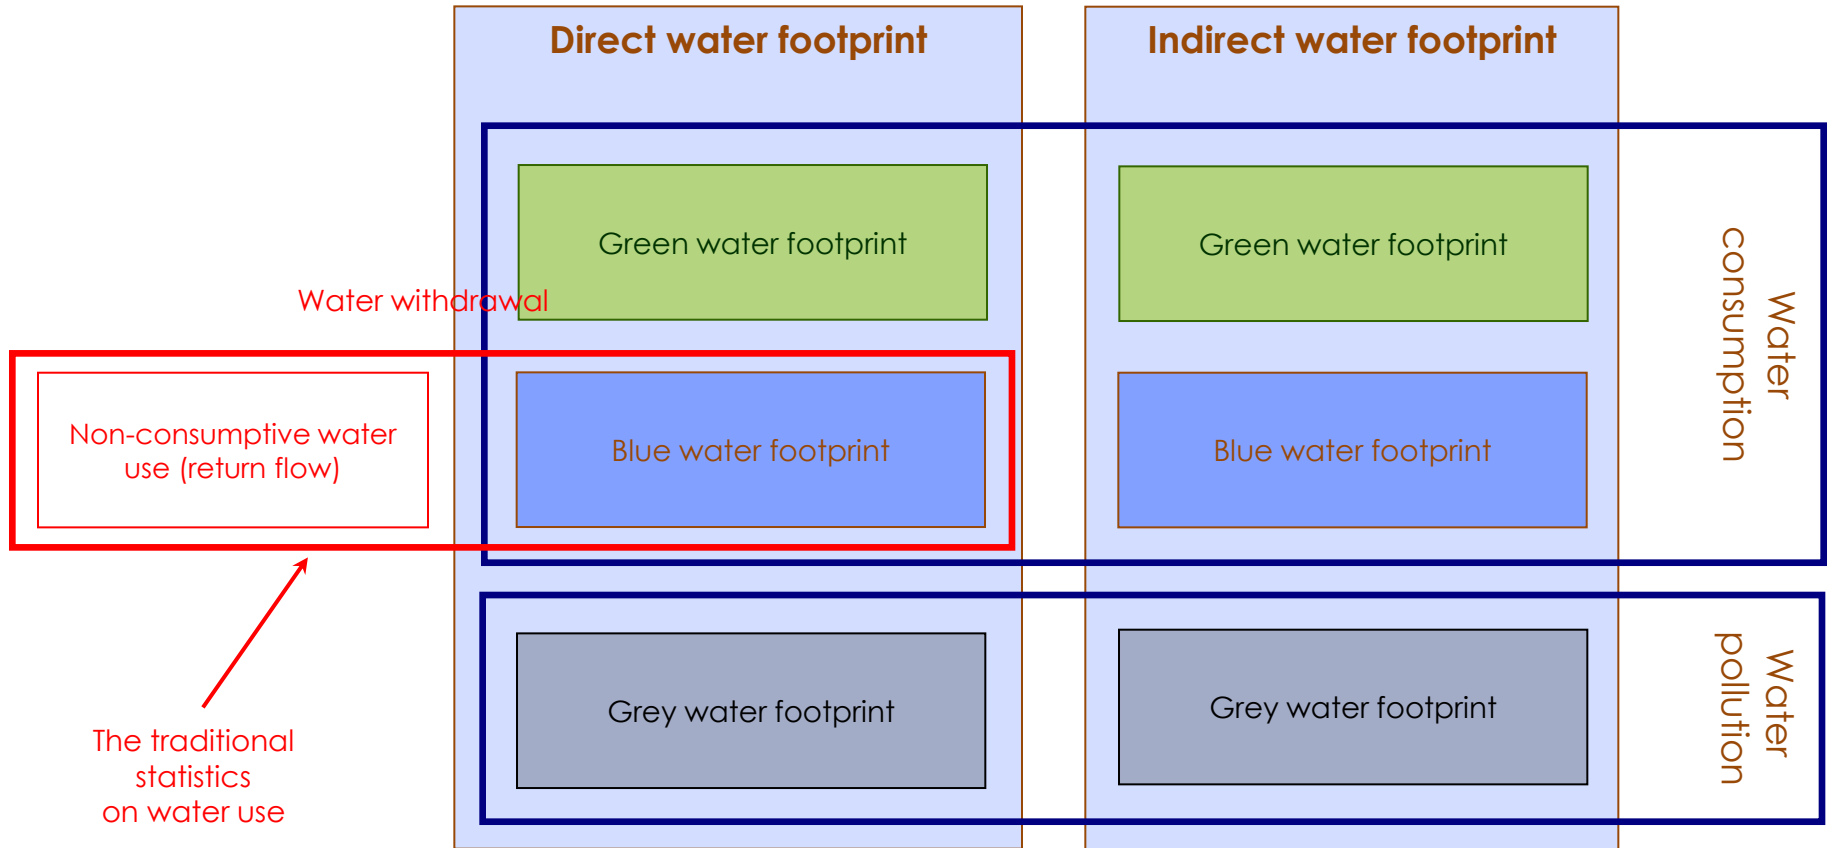 Direct water footprint
Indirect water footprint
Green water footprint
Green water footprint
Water
consumption
Water withdrawal
Non-consumptive water
use (return flow)
Blue water footprint
Blue water footprint
Grey water footprint
Grey water footprint
Water
pollution
The traditional
statistics
on water use